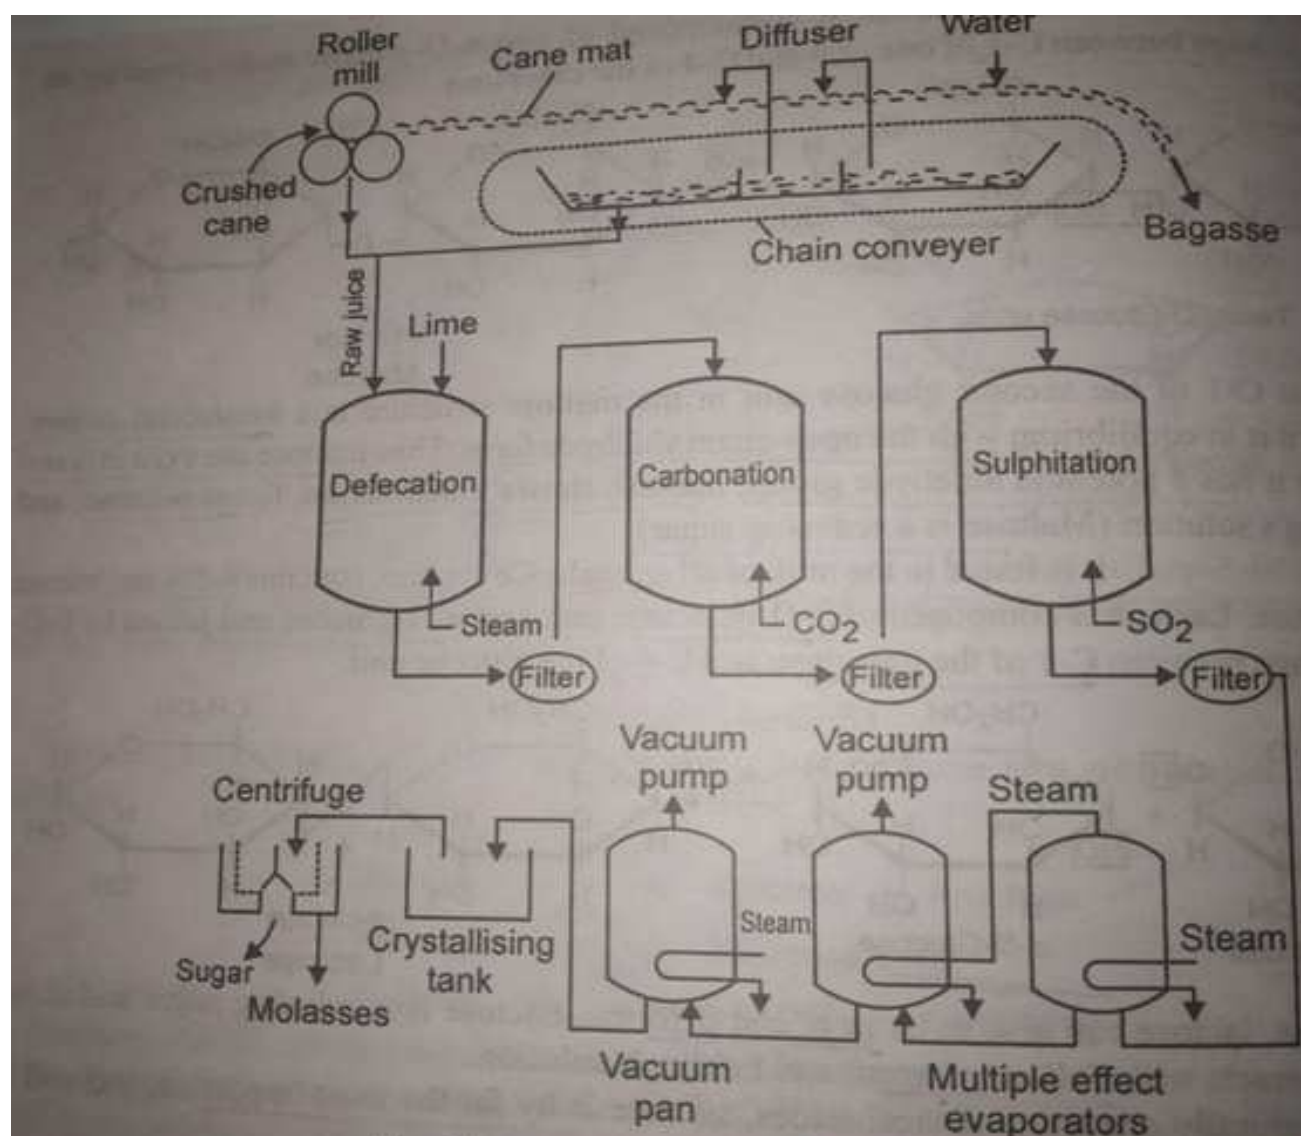 Roller
mill
Cane mat
Diffuser
Water
Crushed
cane
Bagasse
Chain conveyer
Raw juice
Lime
Defecation
Carbonation
Sulphitation
Steam
CO2
SO2
Filter
Filter
Filter
Vacuum
pump
Vacuum
pump
Steam
Centrifuge
Steam
Steam
Crystallising
tank
Sugar
Molasses
Vacuum
pan
Multiple effect
evaporators